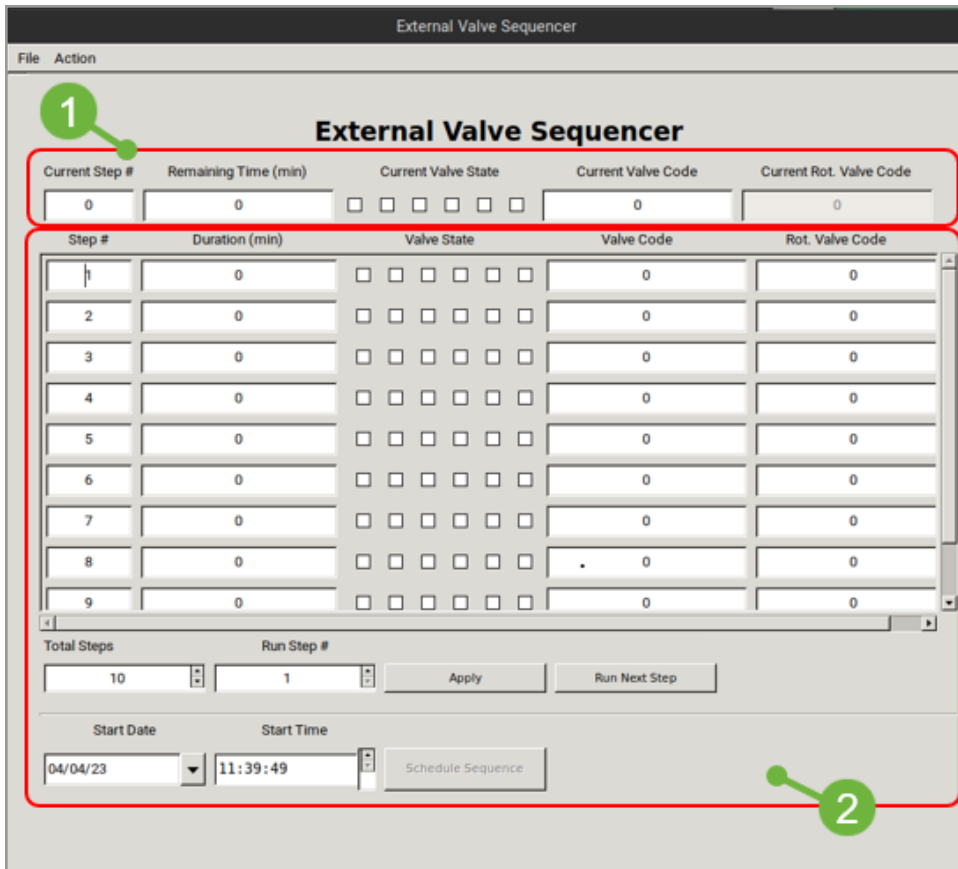 External Valve Sequencer
File Action
1
External Valve Sequencer
Current Step # Remaining Time (min) Current Valve State Current Valve Code Current Rot. Valve Code
0 0 0 0
Step # Duration (min) Valve State Valve Code Rot. Valve Code
1 0 0 0
2 0 0 0
3 0 0 0
4 0 0 0
5 0 0 0
6 0 0 0
7 0 0 0
8 0 . 0 0
9 0 0 0
Total Steps Run Step #
10 1 Apply Run Next Step
Start Date Start Time
04/04/23 11:39:49 Schedule Sequence
2